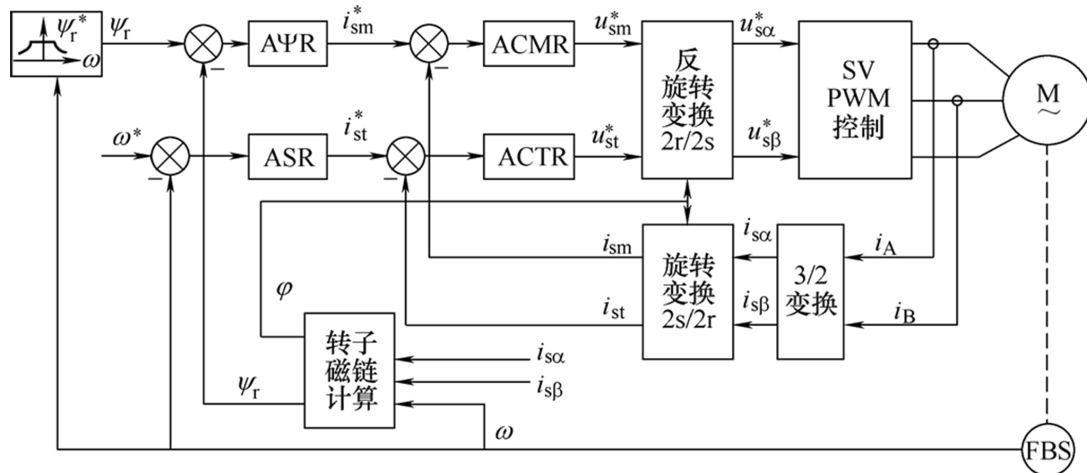 ψr*
ω
ψr
AΨR
i*sm
ACMR
u*sm
反
旋转
变换
2r/2s
u*sα
SV
PWM
控制
M
~
ω*
ASR
i*st
ACTR
u*st
u*sβ
φ
ism
旋转
变换
2s/2r
isα
3/2
变换
iA
ist
isβ
iB
转子
磁链
计算
isα
isβ
ψr
ω
FBS